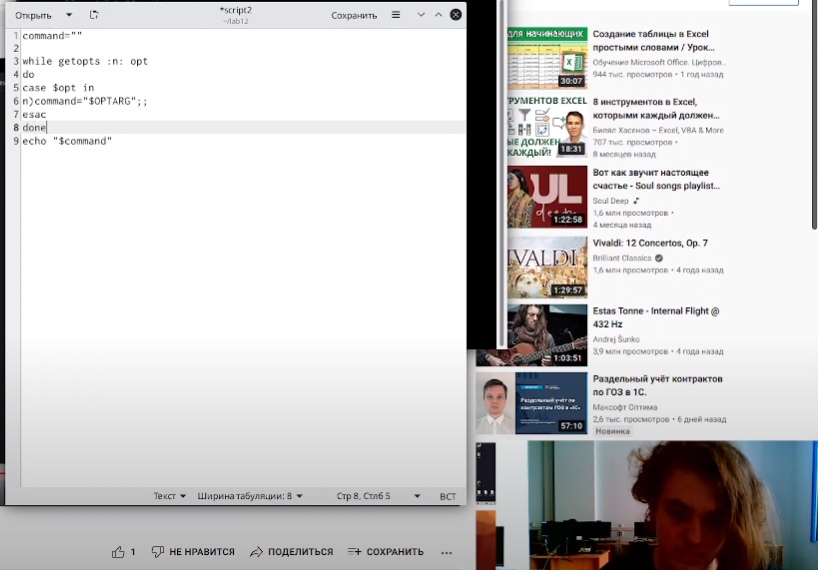 Открыть
*script2
~/lab12
Сохранить
1 command=""
2
3 while getopts :n: opt
4 do
5 case $opt in
6 n)command="$OPTARG";;
7 esac
8 done
9 echo "$command"
Текст
Ширина табуляции: 8
Стр 8, Стлб 5
ВСТ
1
НЕ НРАВИТСЯ
ПОДЕЛИТЬСЯ
СОХРАНИТЬ
для начинающих
30:07
Создание таблицы в Excel
простыми словами / Урок...
Обучение Microsoft Office. Цифров...
944 тыс. просмотров • 1 год назад
ТРУМЕНТОВ EXCEL
ЫЕ ДОЛЖЕН
КАЖДЫЙ!
18:31
8 инструментов в Excel,
которыми каждый должен...
Билял Хасенов – Excel, VBA & More
707 тыс. просмотров •
8 месяцев назад
UL
deep
1:22:58
Вот как звучит настоящее
счастье - Soul songs playlist...
Soul Deep
1,6 млн просмотров •
4 месяца назад
IVALDI
1:29:57
Vivaldi: 12 Concertos, Op. 7
Brilliant Classics
1,6 млн просмотров • 4 года назад
1:03:51
Estas Tonne - Internal Flight @
432 Hz
Andrej Šunko
3,9 млн просмотров • 4 года назад
Раздельный учёт по
контрактам ГОЗ в «1С»
57:10
Раздельный учёт контрактов
по ГОЗ в 1С.
Максофт Оптима
2,6 тыс. просмотров • 6 дней назад
Новинка